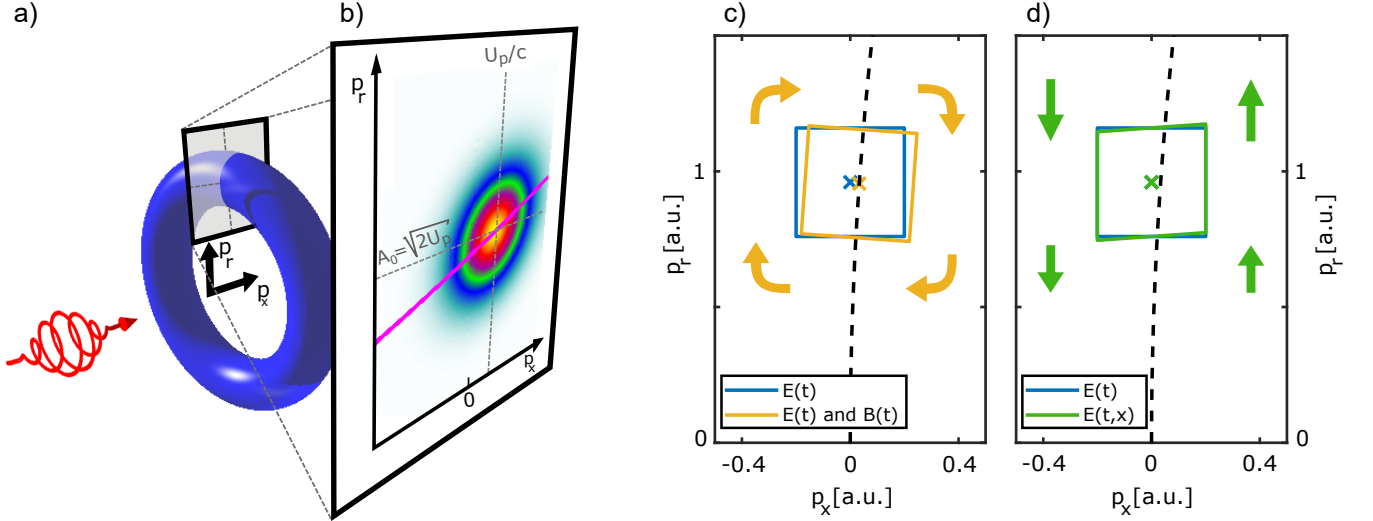 a)
b)
c)
d)
p_r
U_p/c
A_0=√2U_p
p_x
0
p_r
p_x
1
0
p_r [a.u.]
E(t)
E(t) and B(t)
-0.4
0
0.4
p_x [a.u.]
E(t)
E(t,x)
-0.4
0
0.4
p_x [a.u.]
1
0
p_r [a.u.]